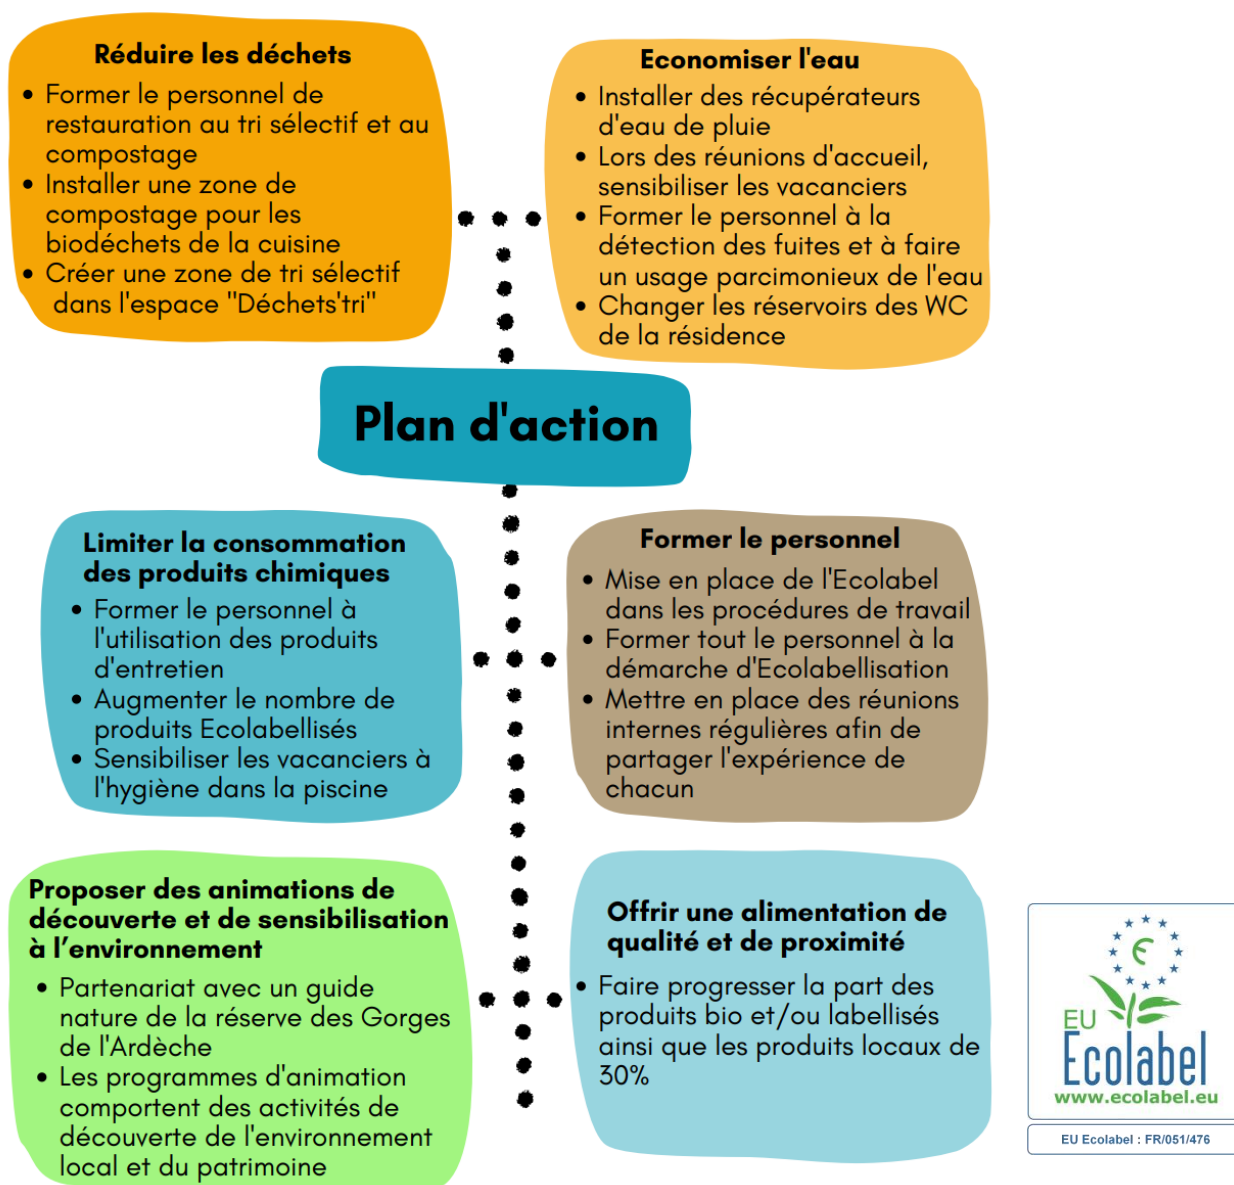 Réduire les déchets
• Former le personnel de
restauration au tri sélectif et au
compostage
• Installer une zone de
compostage pour les
biodéchets de la cuisine
• Créer une zone de tri sélectif
dans l'espace "Déchets'tri"
Economiser l'eau
• Installer des récupérateurs
d'eau de pluie
• Lors des réunions d'accueil,
sensibiliser les vacanciers
• Former le personnel à la
détection des fuites et à faire
un usage parcimonieux de l'eau
• Changer les réservoirs des WC
de la résidence
Plan d'action
Limiter la consommation
des produits chimiques
• Former le personnel à
l'utilisation des produits
d'entretien
• Augmenter le nombre de
produits Ecolabellisés
• Sensibiliser les vacanciers à
l'hygiène dans la piscine
Former le personnel
• Mise en place de l'Ecolabel
dans les procédures de travail
• Former tout le personnel à la
démarche d'Ecolabellisation
• Mettre en place des réunions
internes régulières afin de
partager l'expérience de
chacun
Proposer des animations de
découverte et de sensibilisation
à l’environnement
• Partenariat avec un guide
nature de la réserve des Gorges
de l'Ardèche
• Les programmes d'animation
comportent des activités de
découverte de l'environnement
local et du patrimoine
Offrir une alimentation de
qualité et de proximité
• Faire progresser la part des
produits bio et/ou labellisés
ainsi que les produits locaux de
30%
EU
Ecolabel
www.ecolabel.eu
EU Ecolabel : FR/051/476